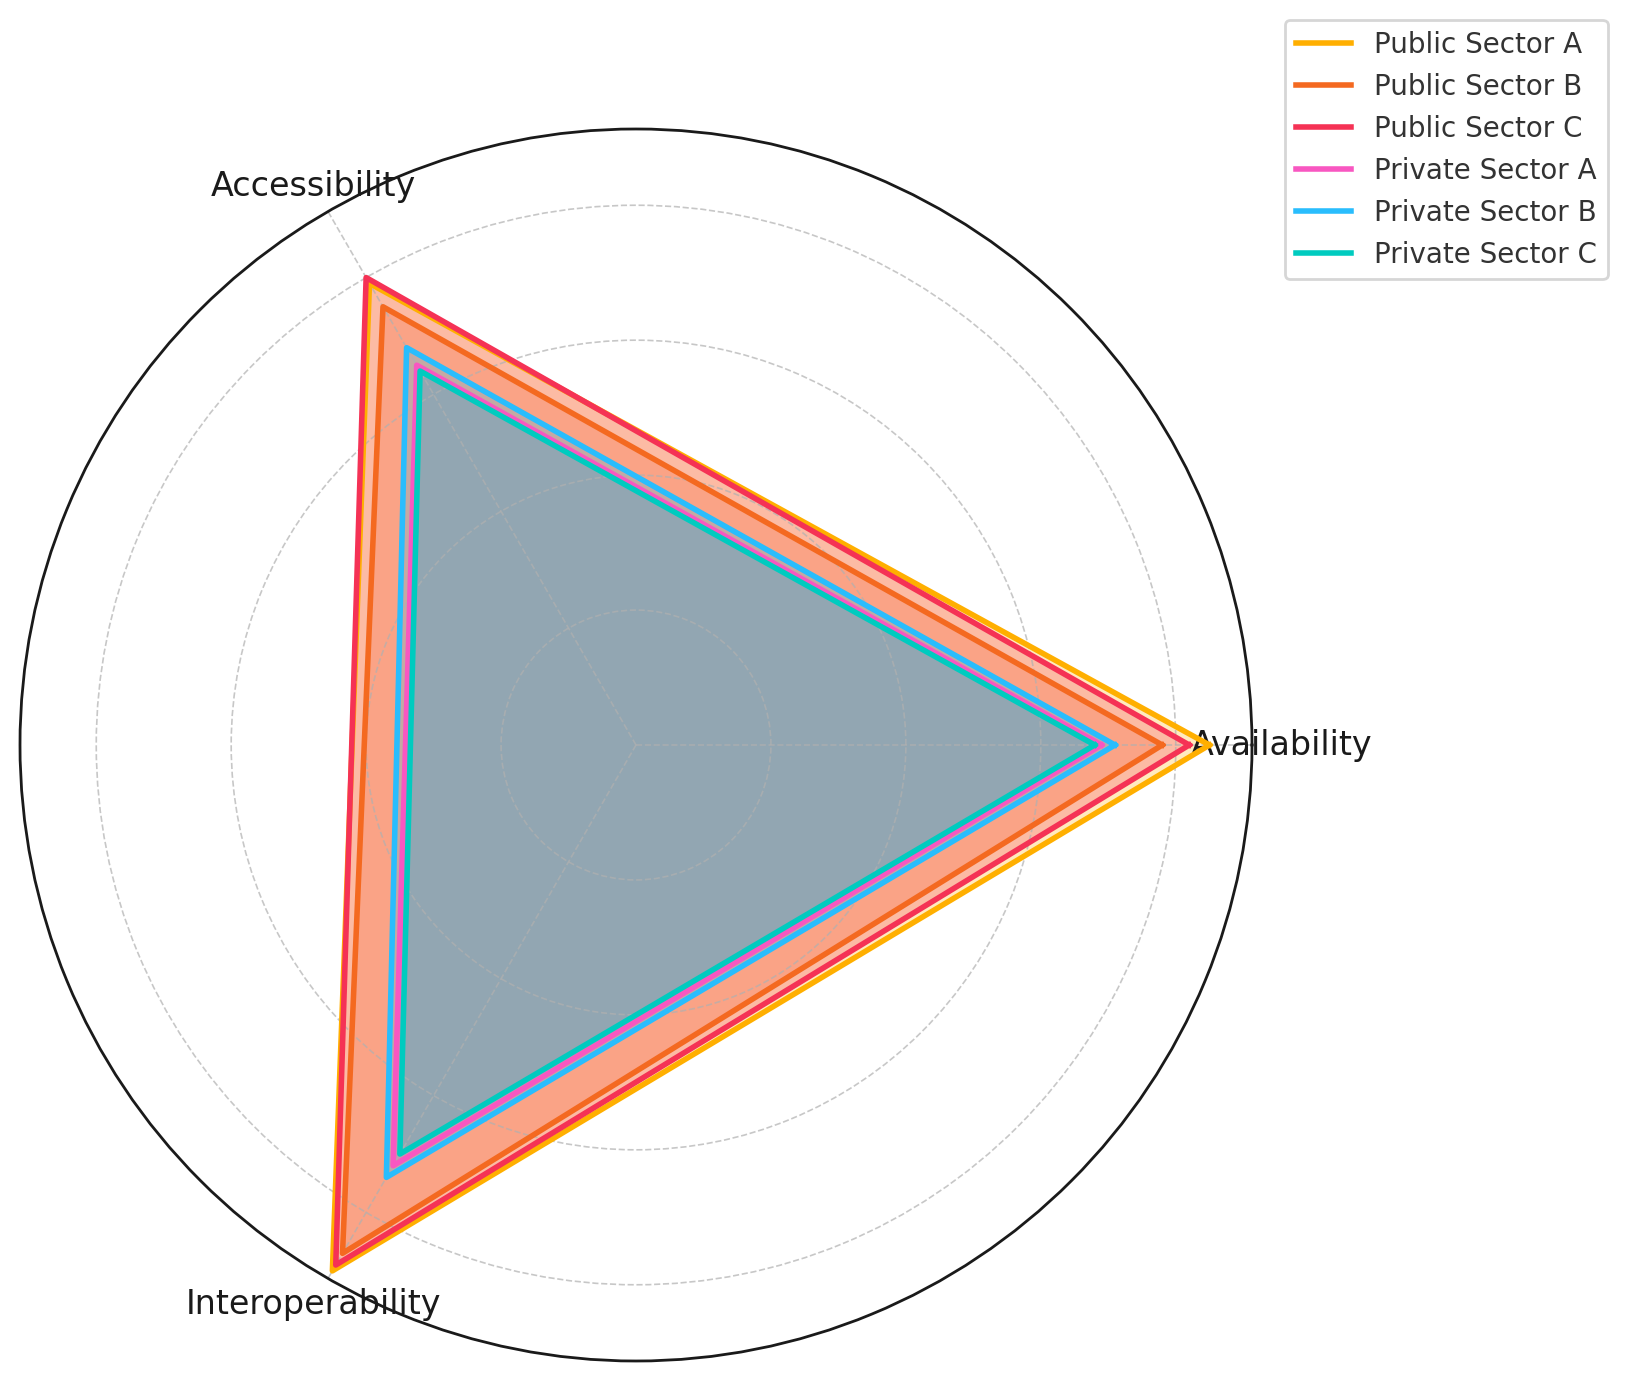 Public Sector A
Public Sector B
Public Sector C
Private Sector A
Private Sector B
Private Sector C
Accessibility
Availability
Interoperability